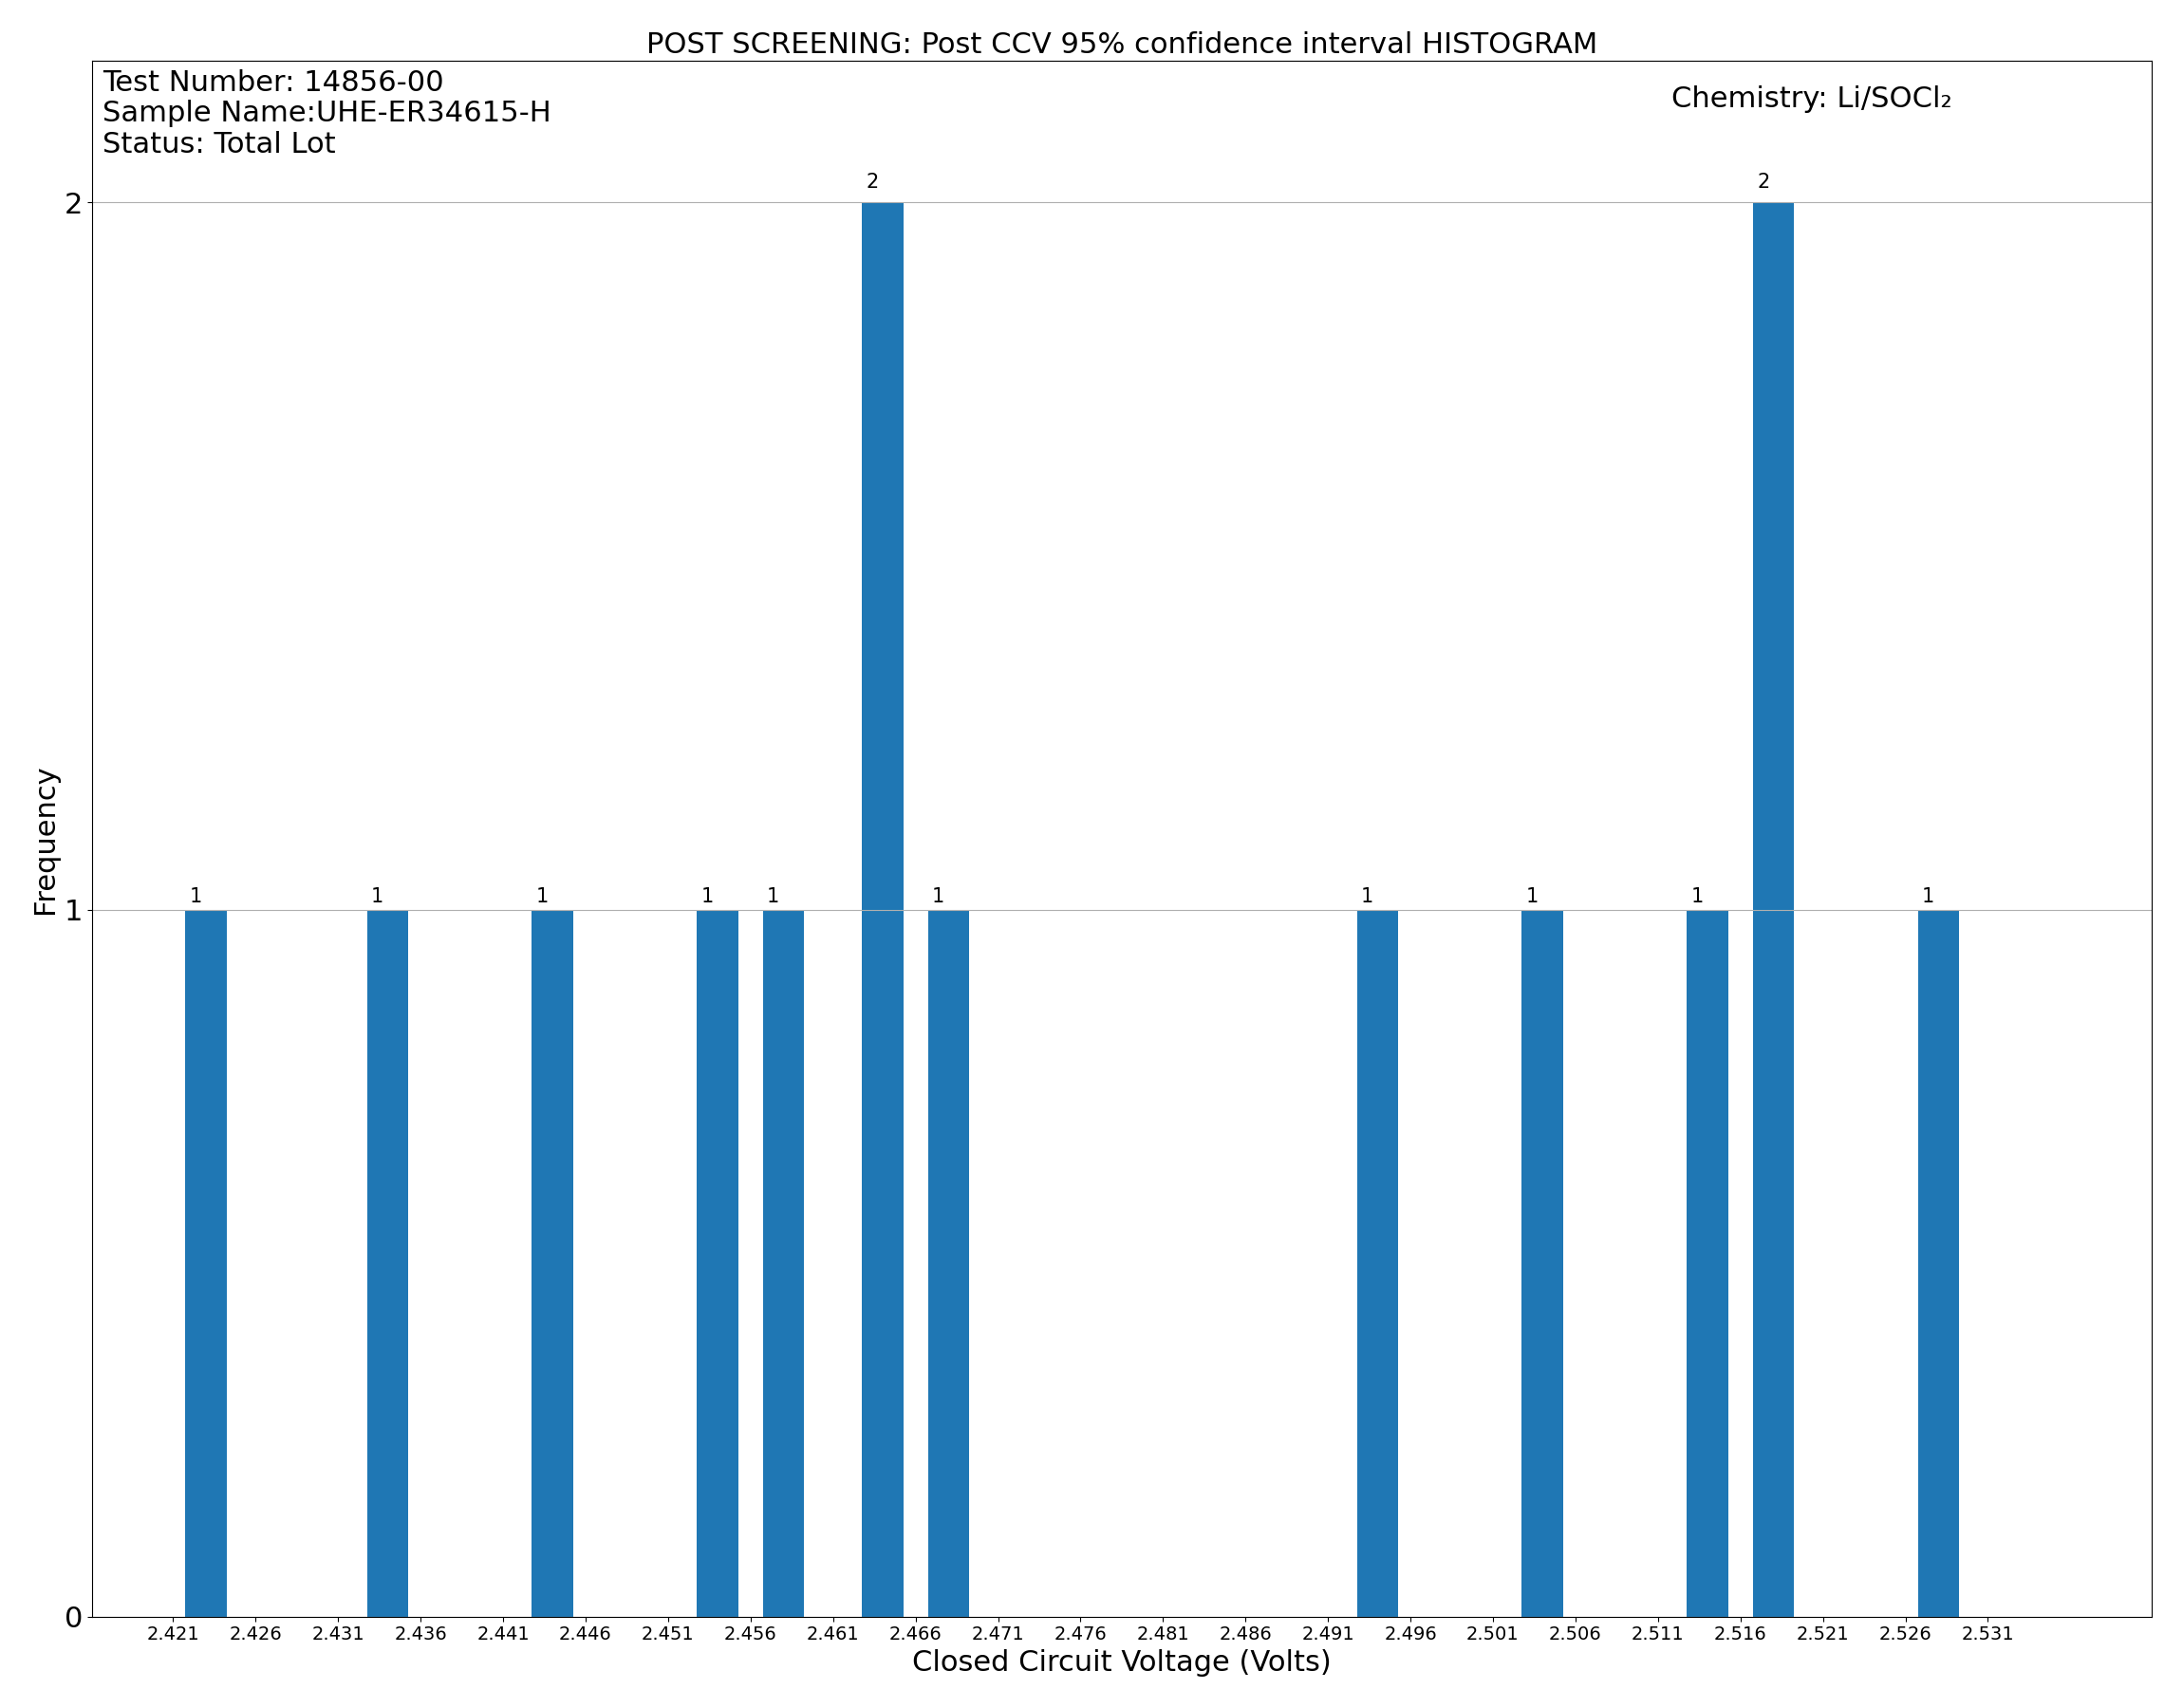 POST SCREENING: Post CCV 95% confidence interval HISTOGRAM
Test Number: 14856-00
Sample Name:UHE-ER34615-H
Status: Total Lot
Chemistry: Li/SOCl₂
2 2
2
1 1 1 1 1 1 1 1 1 1
1
0
Frequency
2.421 2.426 2.431 2.436 2.441 2.446 2.451 2.456 2.461 2.466 2.471 2.476 2.481 2.486 2.491 2.496 2.501 2.506 2.511 2.516 2.521 2.526 2.531
Closed Circuit Voltage (Volts)